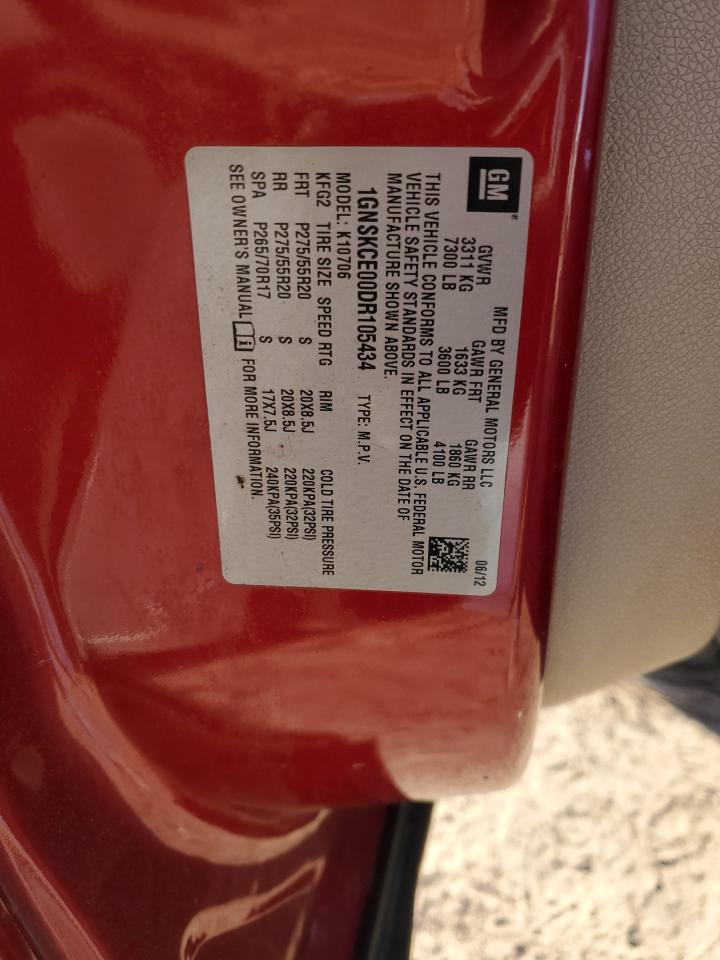 GM®
MFD BY GENERAL MOTORS LLC 06/12
GVWR GAWR FRT GAWR RR
3311 KG 1633 KG 1860 KG
7300 LB 3600 LB 4100 LB
THIS VEHICLE CONFORMS TO ALL APPLICABLE U.S. FEDERAL MOTOR
VEHICLE SAFETY STANDARDS IN EFFECT ON THE DATE OF
MANUFACTURE SHOWN ABOVE.
1GNSKCE00DR105434 TYPE: M.P.V.
MODEL: K10706
KFG2 TIRE SIZE SPEED RTG RIM COLD TIRE PRESSURE
FRT P275/55R20 S 20X8.5J 220KPA(32PSI)
RR P275/55R20 S 20X8.5J 220KPA(32PSI)
SPA P265/70R17 S 17X7.5J 240KPA(35PSI)
SEE OWNER'S MANUAL i FOR MORE INFORMATION.